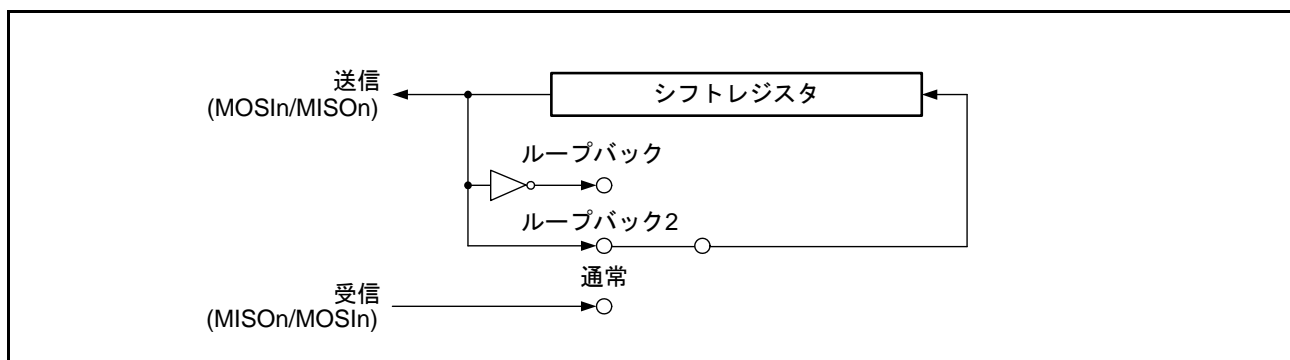 送信
(MOSIn/MISOn)
シフトレジスタ
ループバック
ループバック2
通常
受信
(MISOn/MOSIn)